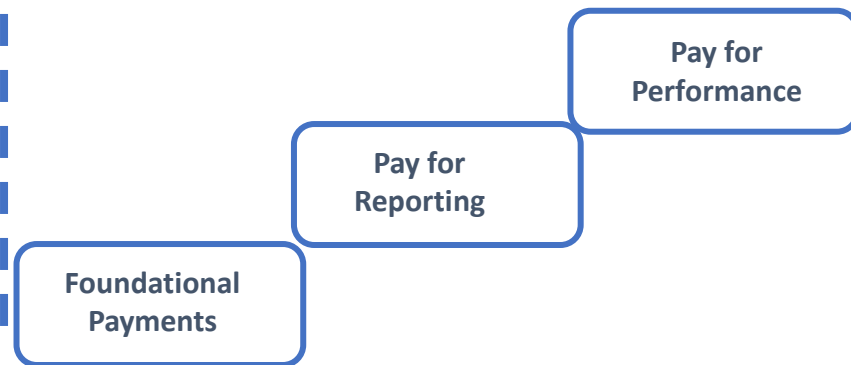 Pay for
Performance
Pay for
Reporting
Foundational
Payments